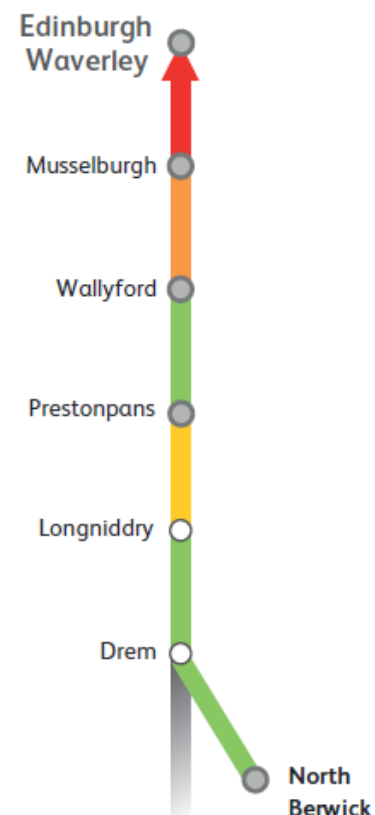 Edinburgh
Waverley
Musselburgh
Wallyford
Prestonpans
Longniddry
Drem
North
Berwick